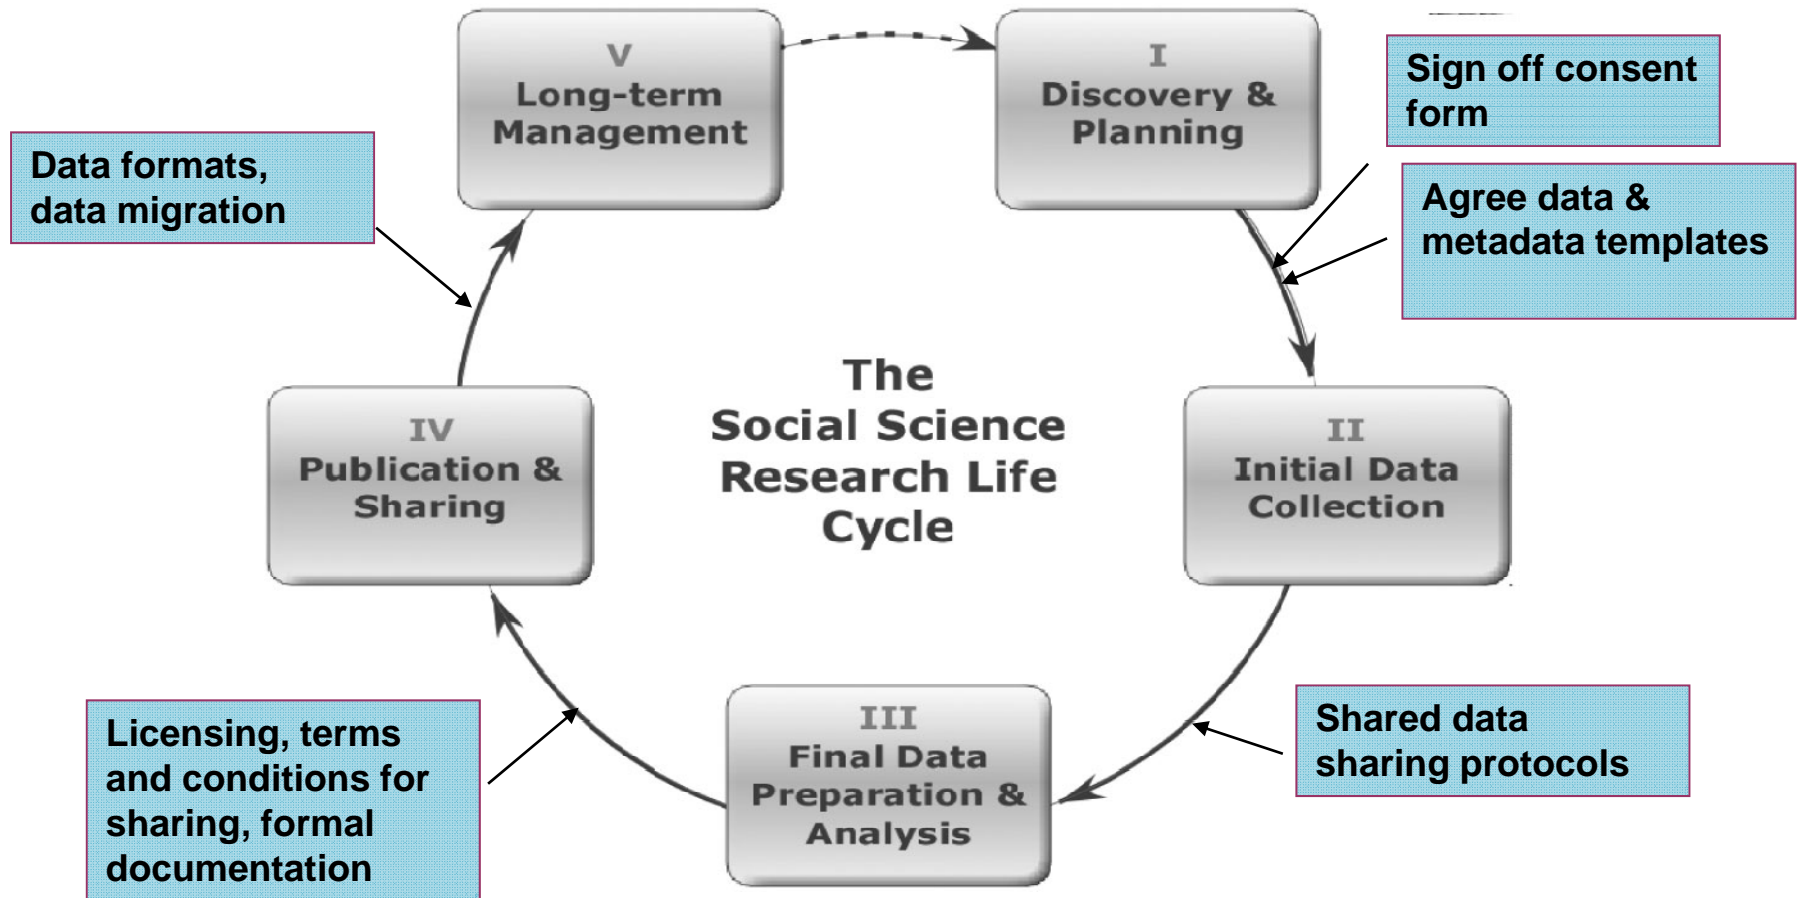 V
Long-term
Management
I
Discovery &
Planning
Sign off consent
form
Data formats,
data migration
Agree data &
metadata templates
The
Social Science
Research Life
Cycle
IV
Publication &
Sharing
II
Initial Data
Collection
Licensing, terms
and conditions for
sharing, formal
documentation
III
Final Data
Preparation &
Analysis
Shared data
sharing protocols